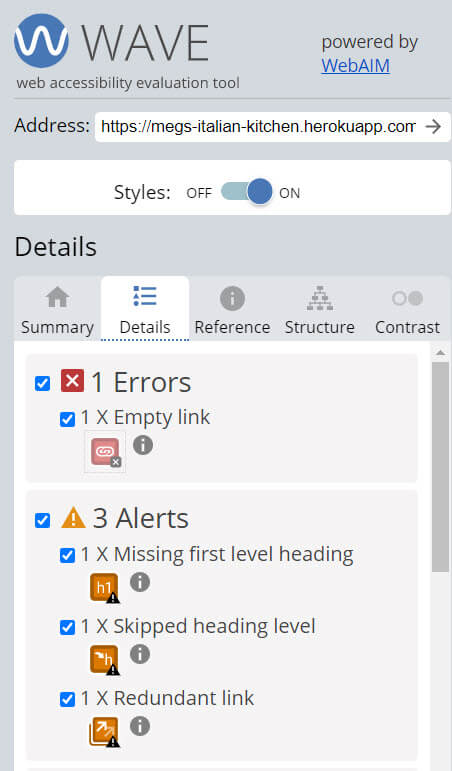 WAVE
web accessibility evaluation tool
powered by
WebAIM
Address: https://megs-italian-kitchen.herokuapp.com
Styles: OFF ON
Details
Summary Details Reference Structure Contrast
1 Errors
1 X Empty link
3 Alerts
1 X Missing first level heading
h1
1 X Skipped heading level
h
1 X Redundant link